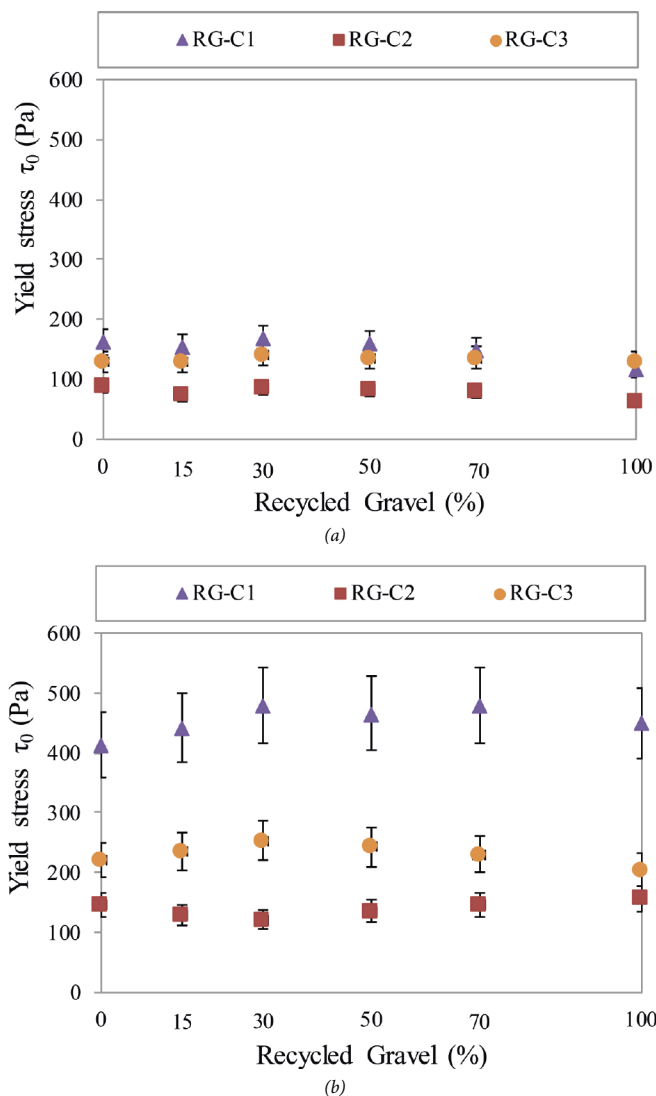 RG-C1 RG-C2 RG-C3
600
500
400
300
200
100
0
Yield stress τ₀ (Pa)
0 15 30 50 70 100
Recycled Gravel (%)
(a)
RG-C1 RG-C2 RG-C3
600
500
400
300
200
100
0
Yield stress τ₀ (Pa)
0 15 30 50 70 100
Recycled Gravel (%)
(b)